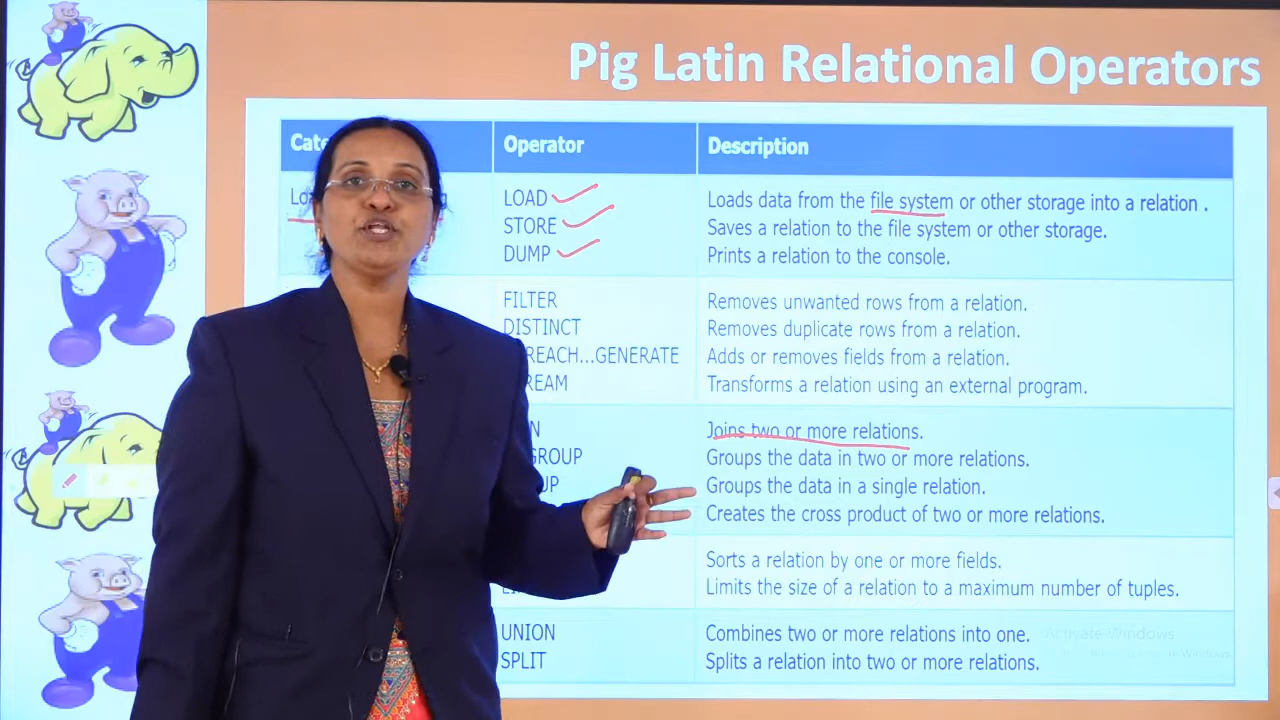 Pig Latin Relational Operators
Operator Description
LOAD Loads data from the file system or other storage into a relation .
STORE Saves a relation to the file system or other storage.
DUMP Prints a relation to the console.
FILTER Removes unwanted rows from a relation.
DISTINCT Removes duplicate rows from a relation.
REACH...GENERATE Adds or removes fields from a relation.
REAM Transforms a relation using an external program.
Joins two or more relations.
GROUP Groups the data in two or more relations.
UP Groups the data in a single relation.
Creates the cross product of two or more relations.
Sorts a relation by one or more fields.
Limits the size of a relation to a maximum number of tuples.
UNION Combines two or more relations into one.
SPLIT Splits a relation into two or more relations.
Activate Windows